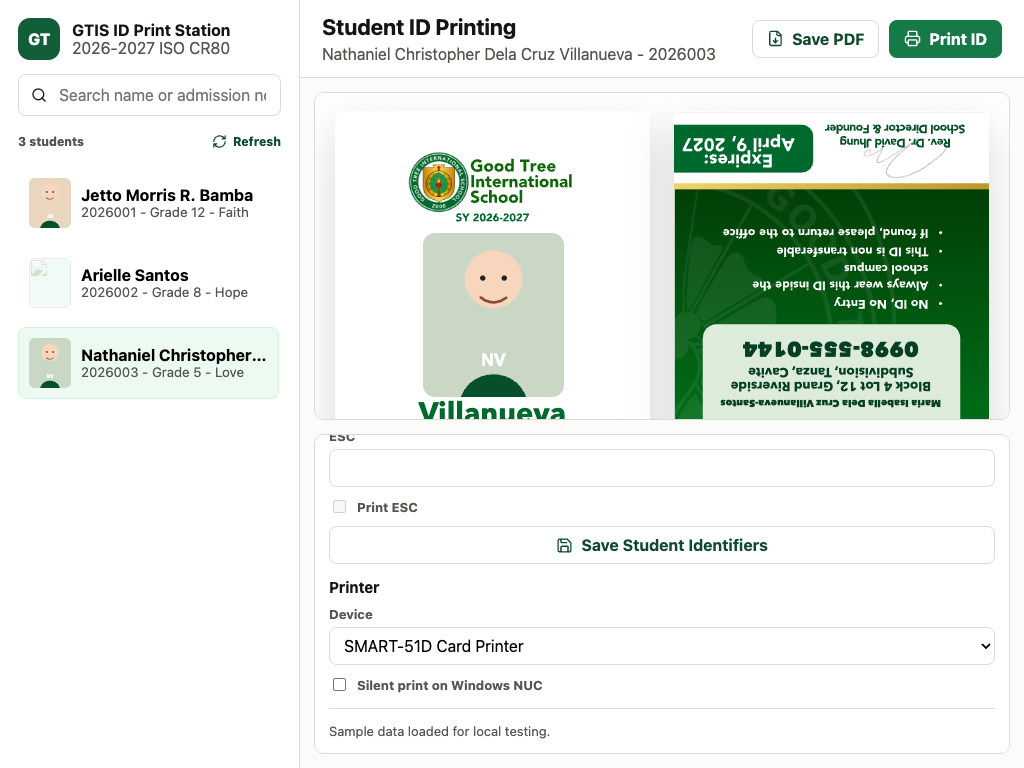 GT
GTIS ID Print Station
2026-2027 ISO CR80
Search name or admission n
3 students
Refresh
Jetto Morris R. Bamba
2026001 - Grade 12 - Faith
Arielle Santos
2026002 - Grade 8 - Hope
Nathaniel Christopher...
2026003 - Grade 5 - Love
Student ID Printing
Nathaniel Christopher Dela Cruz Villanueva - 2026003
Save PDF
Print ID
GOOD TREE INTERNATIONAL SCHOOL
2008
Good Tree
International
School
SY 2026-2027
NV
Villanueva
Maria Isabella Dela Cruz Villanueva-Santos
Block 4 Lot 12, Grand Riverside
Subdivision, Tanza, Cavite
0998-555-0144
• No ID, No Entry
• Always wear this ID inside the
school campus
• This ID is non transferable
• If found, please return to the office
Expires:
April 9, 2027
Rev. Dr. David Jhung
School Director & Founder
ESC
Print ESC
Save Student Identifiers
Printer
Device
SMART-51D Card Printer
Silent print on Windows NUC
Sample data loaded for local testing.